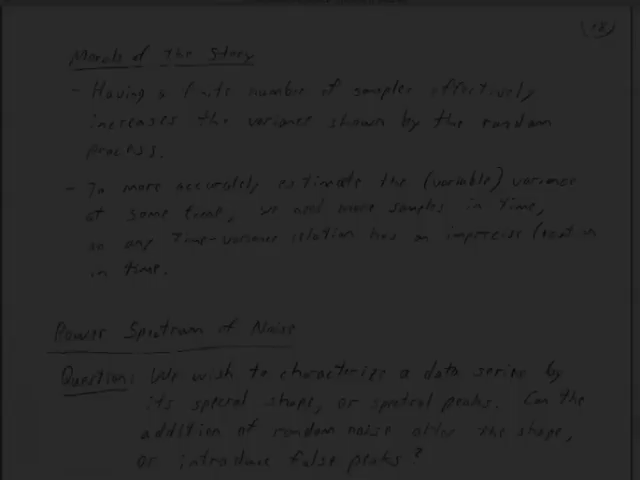 18
Morals of the Story
- Having a finite number of samples effectively
increases the variance shown by the random
process.
- To more accurately estimate the (variable) variance
at some time, we need more samples in time,
so any time-variance relation has an imprecise location
in time.
Power Spectrum of Noise
Question: We wish to characterize a data series by
its spectral shape, or spectral peaks. Can the
addition of random noise alter the shape,
or introduce false peaks?